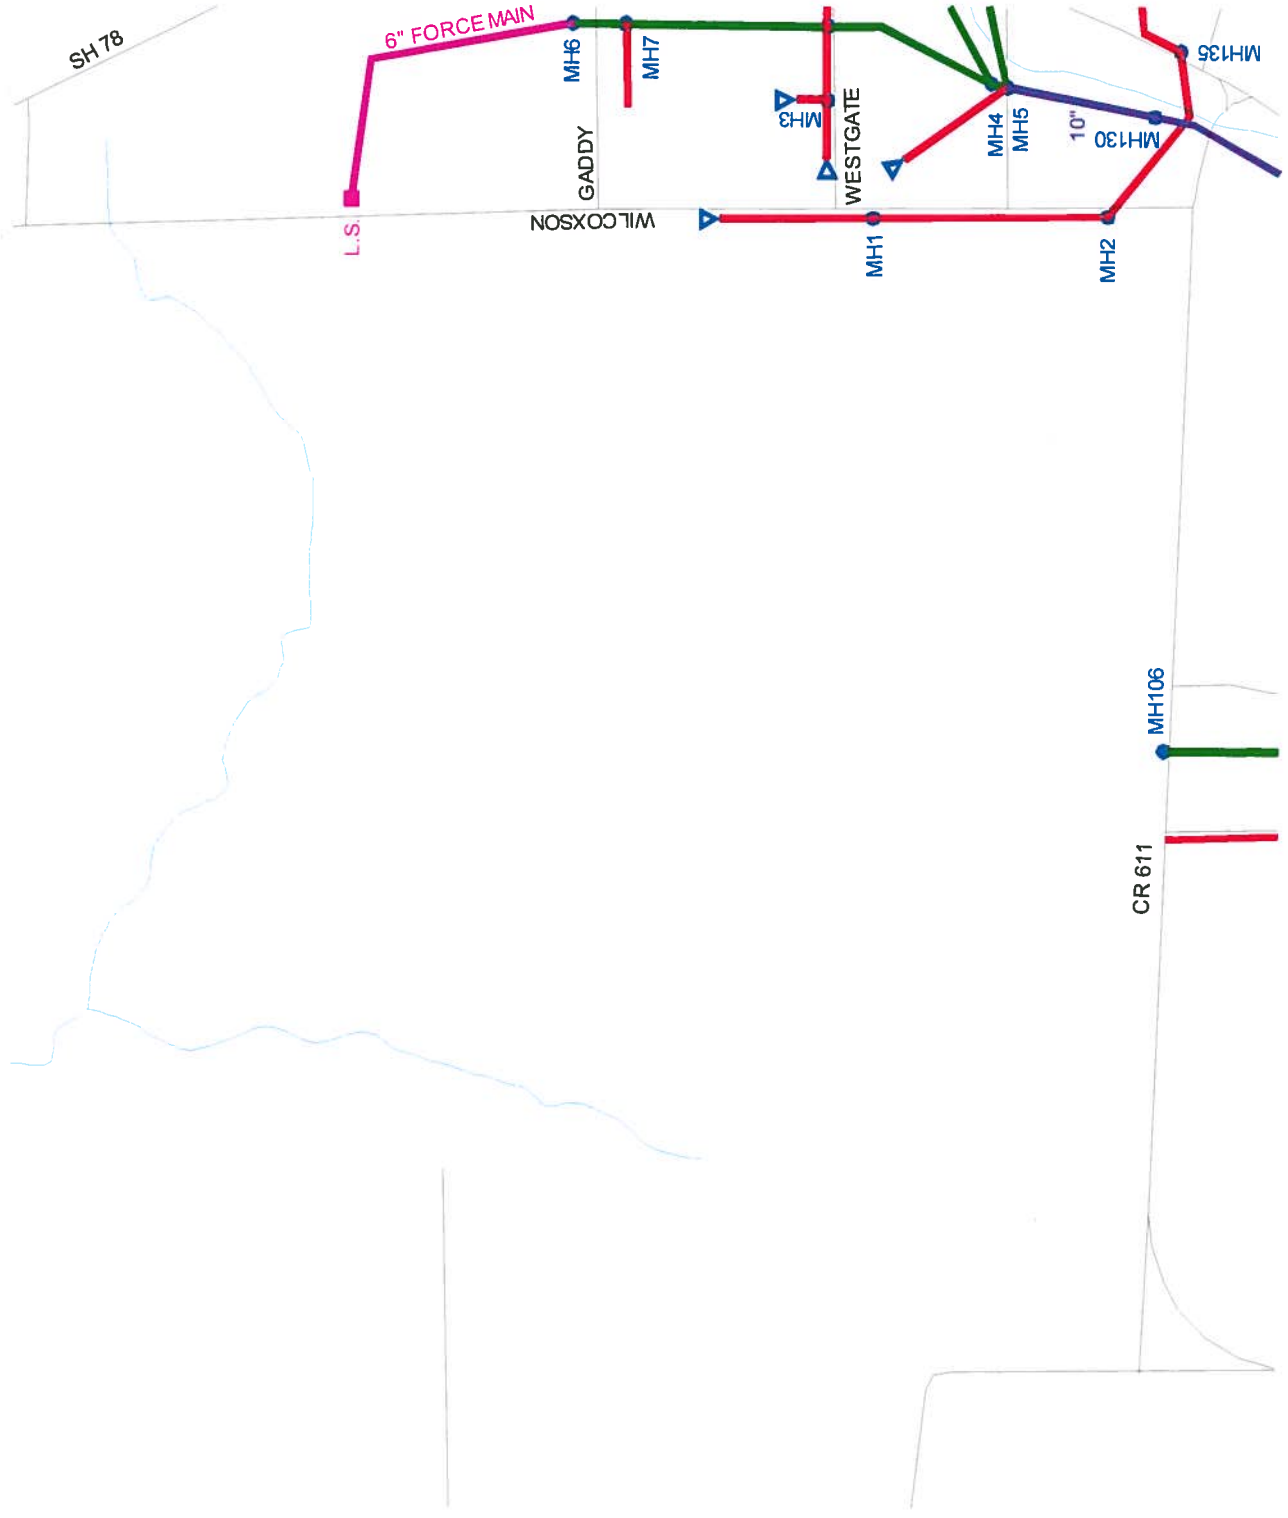 SH 78
6" FORCE MAIN
MH6
MH7
GADDY
MH3
WESTGATE
MH4
MH5
10"
MH130
MH135
L.S.
WILCOXSON
MH1
MH2
MH106
CR 611